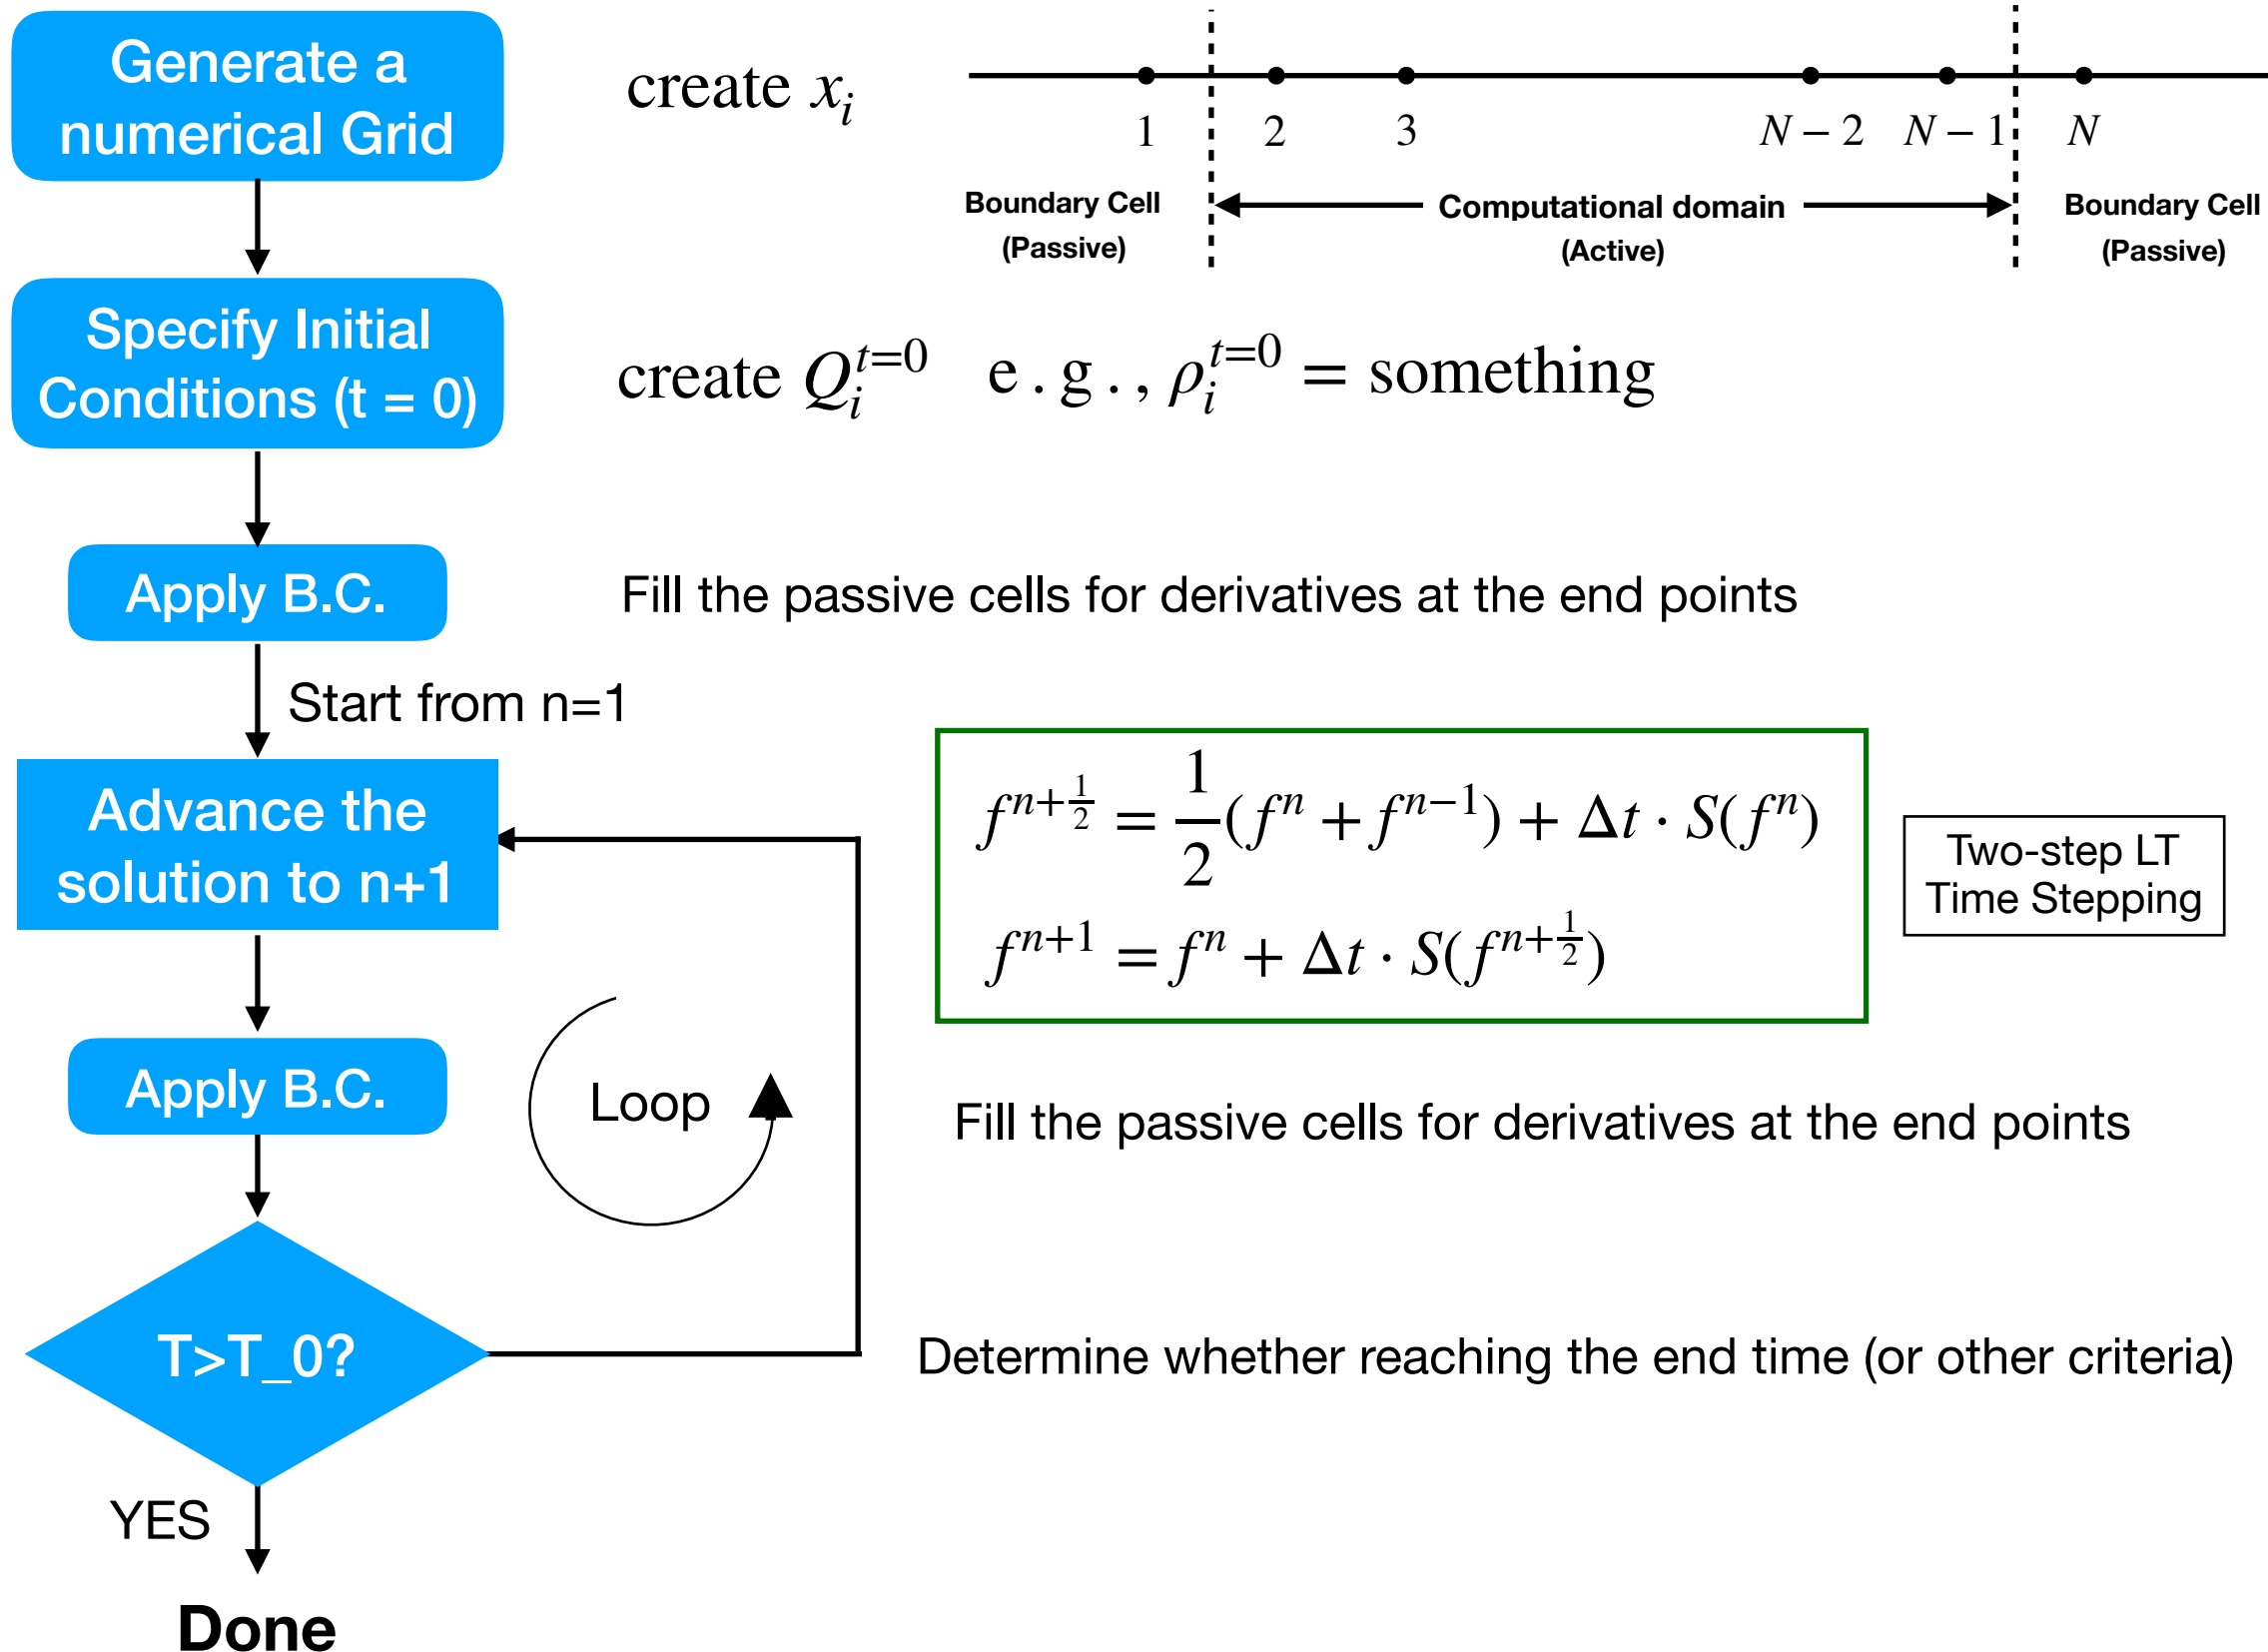 Generate a
numerical Grid
create x_i
1 2 3 N − 2 N − 1 N
Boundary Cell
(Passive)
Computational domain
(Active)
Boundary Cell
(Passive)
Specify Initial
Conditions (t = 0)
create Q_i^{t=0} e . g . , ρ_i^{t=0} = something
Apply B.C.
Fill the passive cells for derivatives at the end points
Start from n=1
Advance the
solution to n+1
f^{n+\frac{1}{2}} = \frac{1}{2}(f^n + f^{n−1}) + Δt · S(f^n)
f^{n+1} = f^n + Δt · S(f^{n+\frac{1}{2}})
Two-step LT
Time Stepping
Apply B.C.
Loop
Fill the passive cells for derivatives at the end points
T>T_0?
Determine whether reaching the end time (or other criteria)
YES
Done